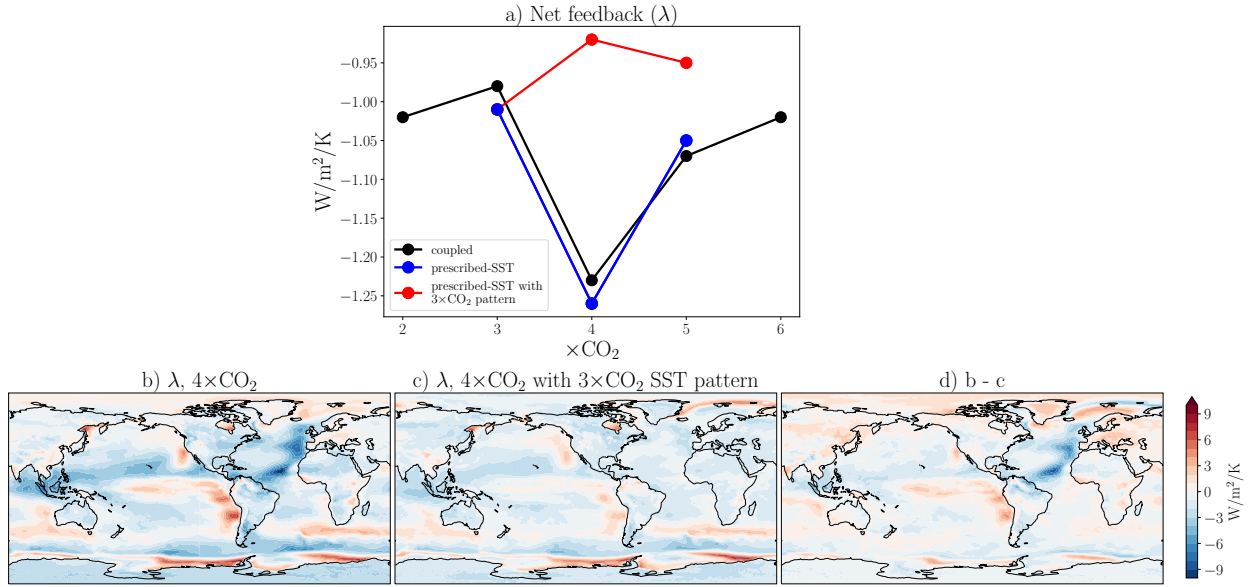 a) Net feedback (λ)
W/m²/K
−0.95
−1.00
−1.05
−1.10
−1.15
−1.20
−1.25
coupled
prescribed-SST
prescribed-SST with
3×CO₂ pattern
2
3
4
5
6
×CO₂
b) λ, 4×CO₂
c) λ, 4×CO₂ with 3×CO₂ SST pattern
d) b - c
9
6
3
0
−3
−6
−9
W/m²/K